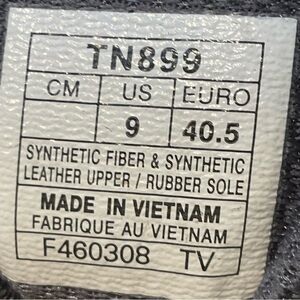 TN899
CM US EURO
9 40.5
SYNTHETIC FIBER & SYNTHETIC
LEATHER UPPER / RUBBER SOLE
MADE IN VIETNAM
FABRIQUE AU VIETNAM
F460308 TV